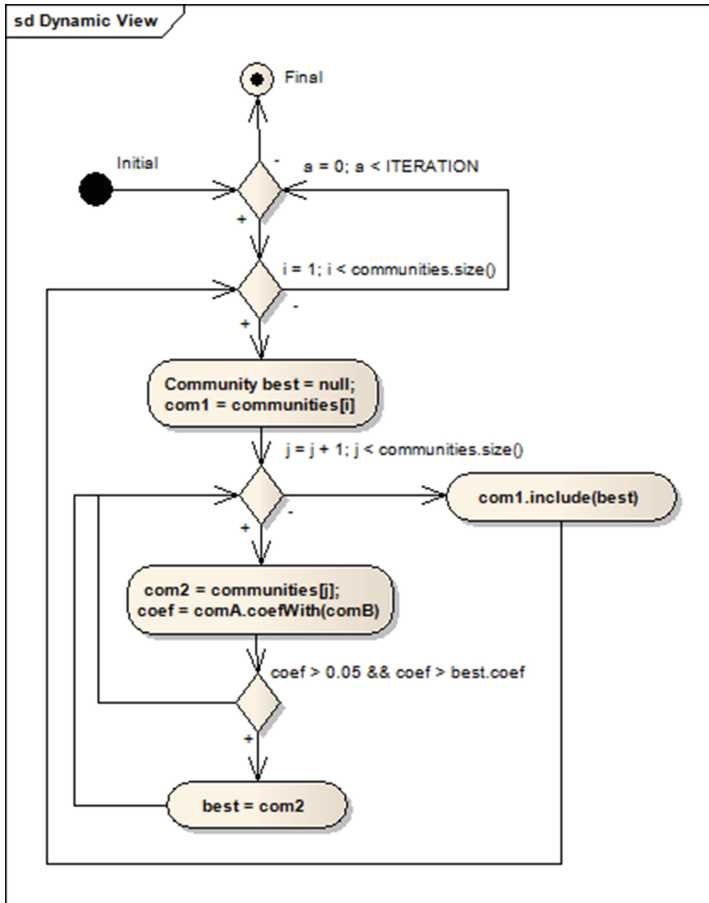 sd Dynamic View
Final
-
Initial
a = 0; a < ITERATION
+
i = 1; i < communities.size()
+
-
Community best = null;
com1 = communities[i]
j = j + 1; j < communities.size()
com1.include(best)
+
-
com2 = communities[j];
coef = comA.coefWith(comB)
coef > 0.05 && coef > best.coef
+
best = com2